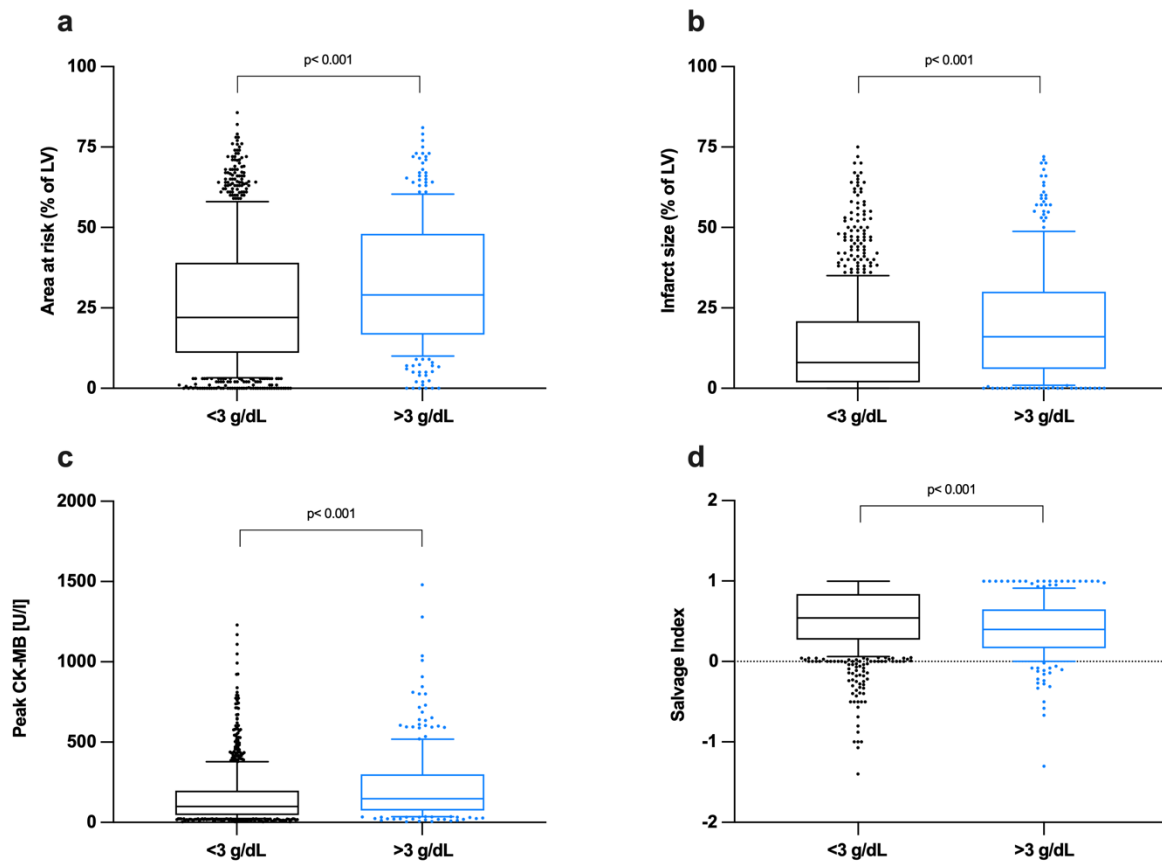 a
p< 0.001
Area at risk (% of LV)
100
75
50
25
0
<3 g/dL
>3 g/dL
b
p< 0.001
Infarct size (% of LV)
100
75
50
25
0
<3 g/dL
>3 g/dL
c
p< 0.001
Peak CK-MB [U/l]
2000
1500
1000
500
0
<3 g/dL
>3 g/dL
d
p< 0.001
Salvage Index
2
1
0
-1
-2
<3 g/dL
>3 g/dL